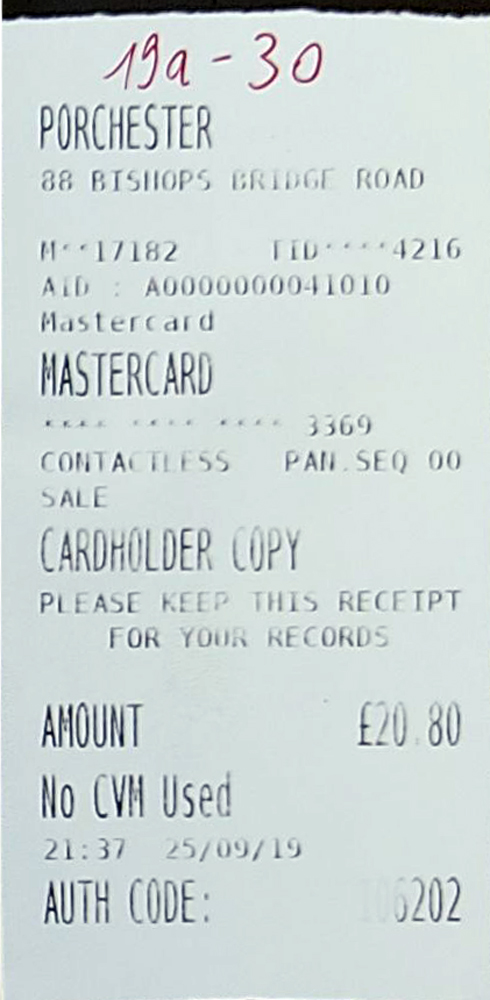 19a - 30
PORCHESTER
88 BISHOPS BRIDGE ROAD
M**17182 TID****4216
AID : A0000000041010
Mastercard
MASTERCARD
**** **** **** 3369
CONTACTLESS PAN.SEQ 00
SALE
CARDHOLDER COPY
PLEASE KEEP THIS RECEIPT
FOR YOUR RECORDS
AMOUNT £20.80
No CVM Used
21:37 25/09/19
AUTH CODE: